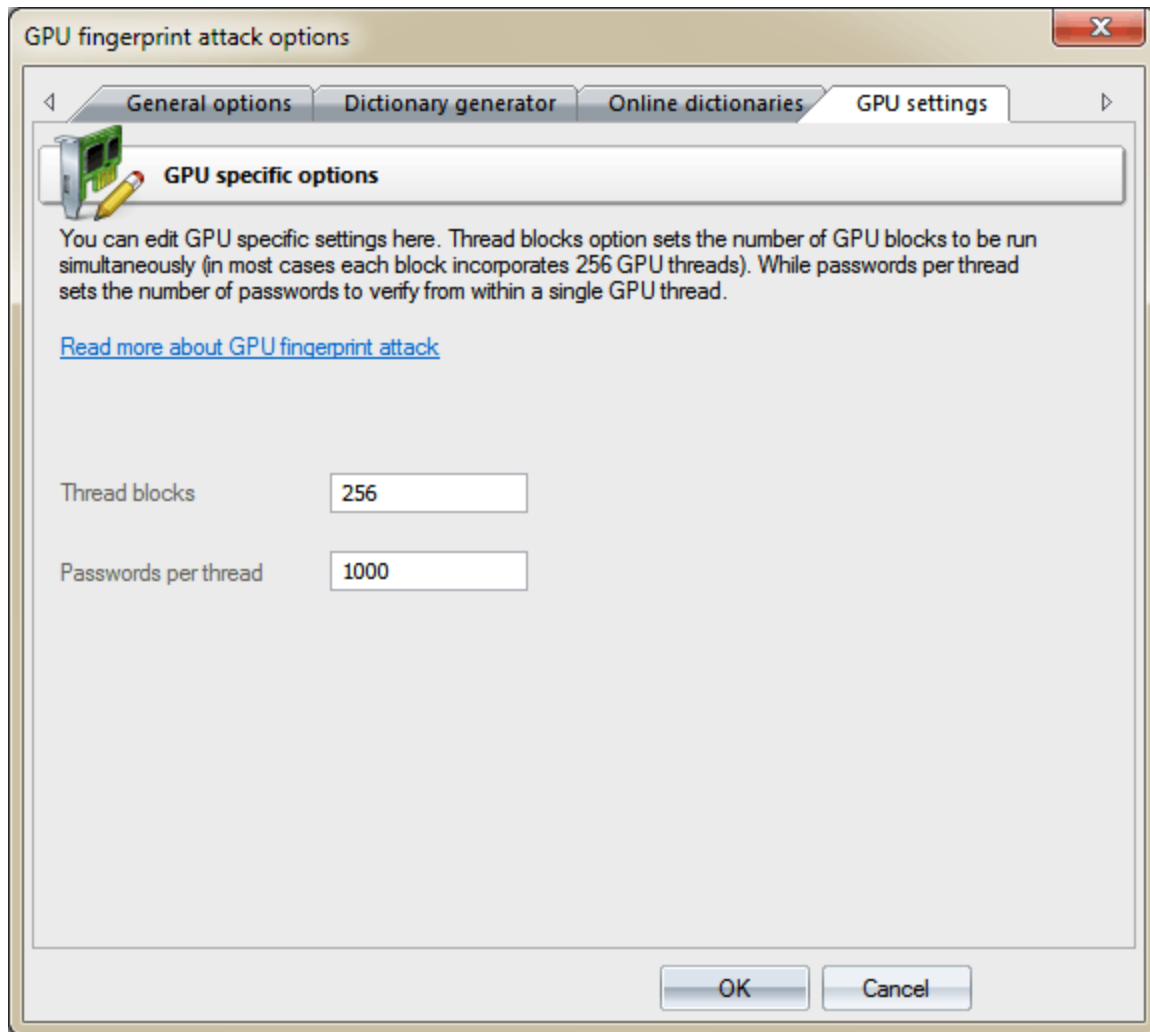 GPU fingerprint attack options
General options Dictionary generator Online dictionaries GPU settings
GPU specific options
You can edit GPU specific settings here. Thread blocks option sets the number of GPU blocks to be run
simultaneously (in most cases each block incorporates 256 GPU threads). While passwords per thread
sets the number of passwords to verify from within a single GPU thread.
Read more about GPU fingerprint attack
Thread blocks 256
Passwords per thread 1000
OK Cancel